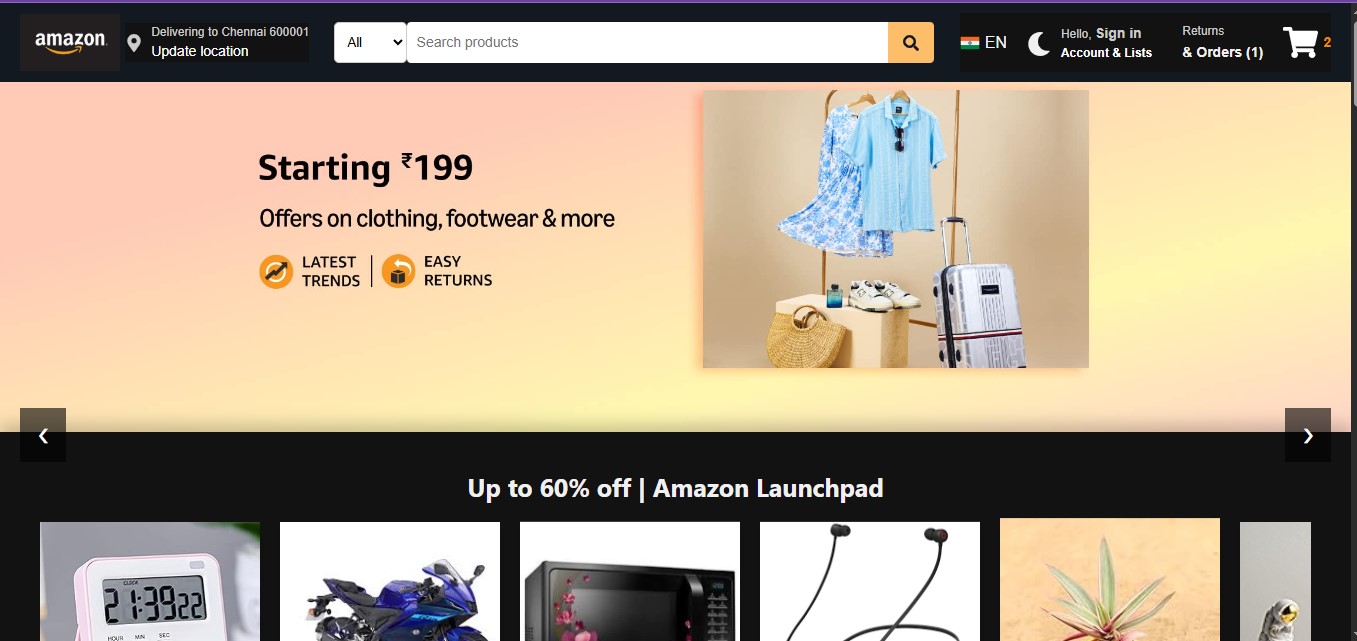 amazon
Delivering to Chennai 600001
Update location
All
Search products
EN
Hello, Sign in
Account & Lists
Returns
& Orders (1)
2
Starting ₹199
Offers on clothing, footwear & more
LATEST
TRENDS
EASY
RETURNS
Up to 60% off | Amazon Launchpad
CLOCK
21:39 22
HOUR MIN SEC